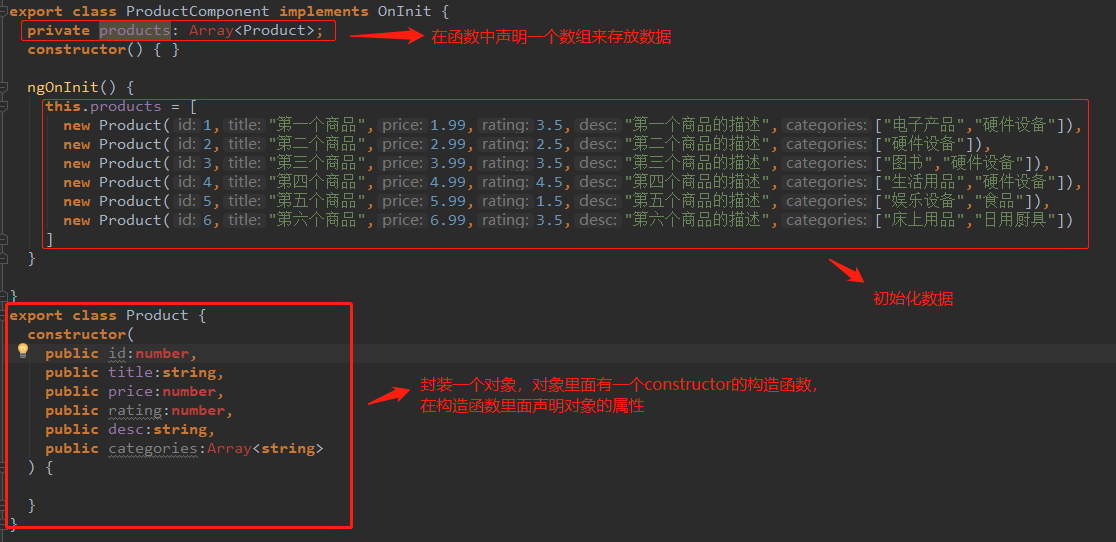 export class ProductComponent implements OnInit {
private products: Array<Product>;
在函数中声明一个数组来存放数据
constructor() { }
ngOnInit() {
this.products = [
new Product( id: 1, title: "第一个商品", price: 1.99, rating: 3.5, desc: "第一个商品的描述", categories: ["电子产品","硬件设备"]),
new Product( id: 2, title: "第二个商品", price: 2.99, rating: 2.5, desc: "第二个商品的描述", categories: ["硬件设备"]),
new Product( id: 3, title: "第三个商品", price: 3.99, rating: 3.5, desc: "第三个商品的描述", categories: ["图书","硬件设备"]),
new Product( id: 4, title: "第四个商品", price: 4.99, rating: 4.5, desc: "第四个商品的描述", categories: ["生活用品","硬件设备"]),
new Product( id: 5, title: "第五个商品", price: 5.99, rating: 1.5, desc: "第五个商品的描述", categories: ["娱乐设备","食品"]),
new Product( id: 6, title: "第六个商品", price: 6.99, rating: 3.5, desc: "第六个商品的描述", categories: ["床上用品","日用厨具"])
]
}
初始化数据
}
export class Product {
constructor(
public id:number,
public title:string,
public price:number,
封装一个对象，对象里面有一个constructor的构造函数，
在构造函数里面声明对象的属性
public rating:number,
public desc:string,
public categories:Array<string>
) {
}
}